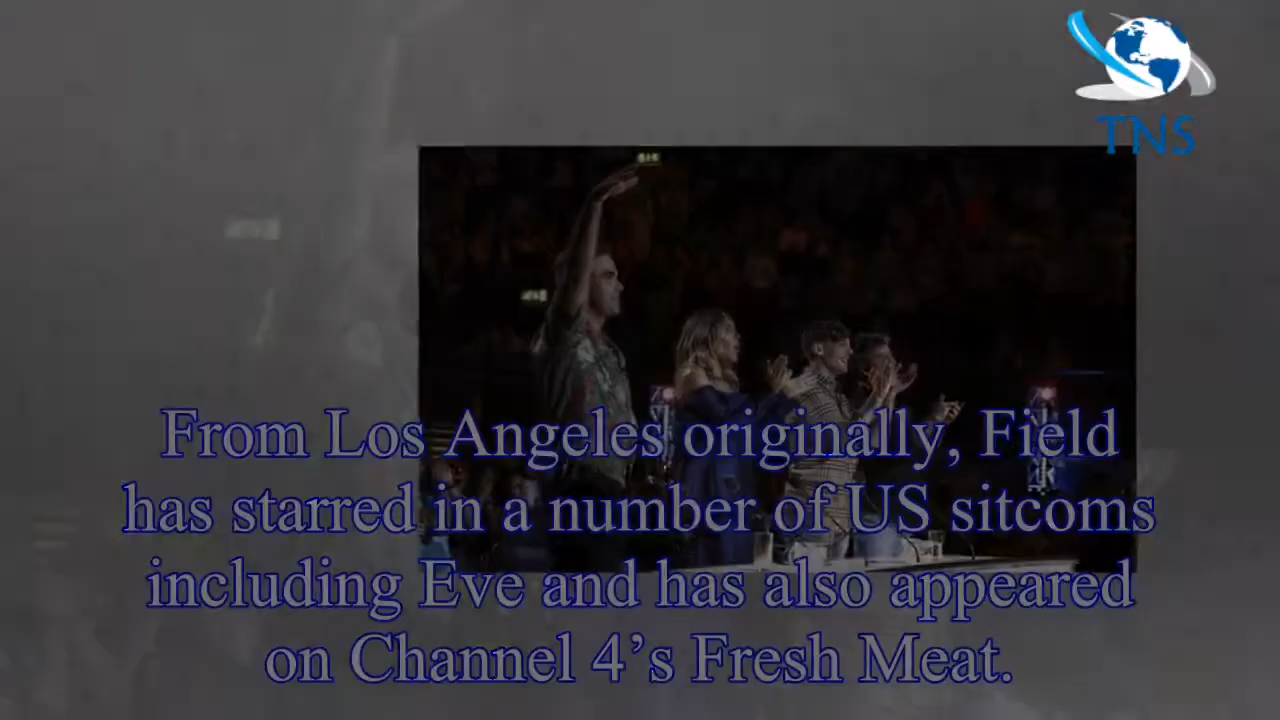 TNS
From Los Angeles originally, Field
has starred in a number of US sitcoms
including Eve and has also appeared
on Channel 4’s Fresh Meat.